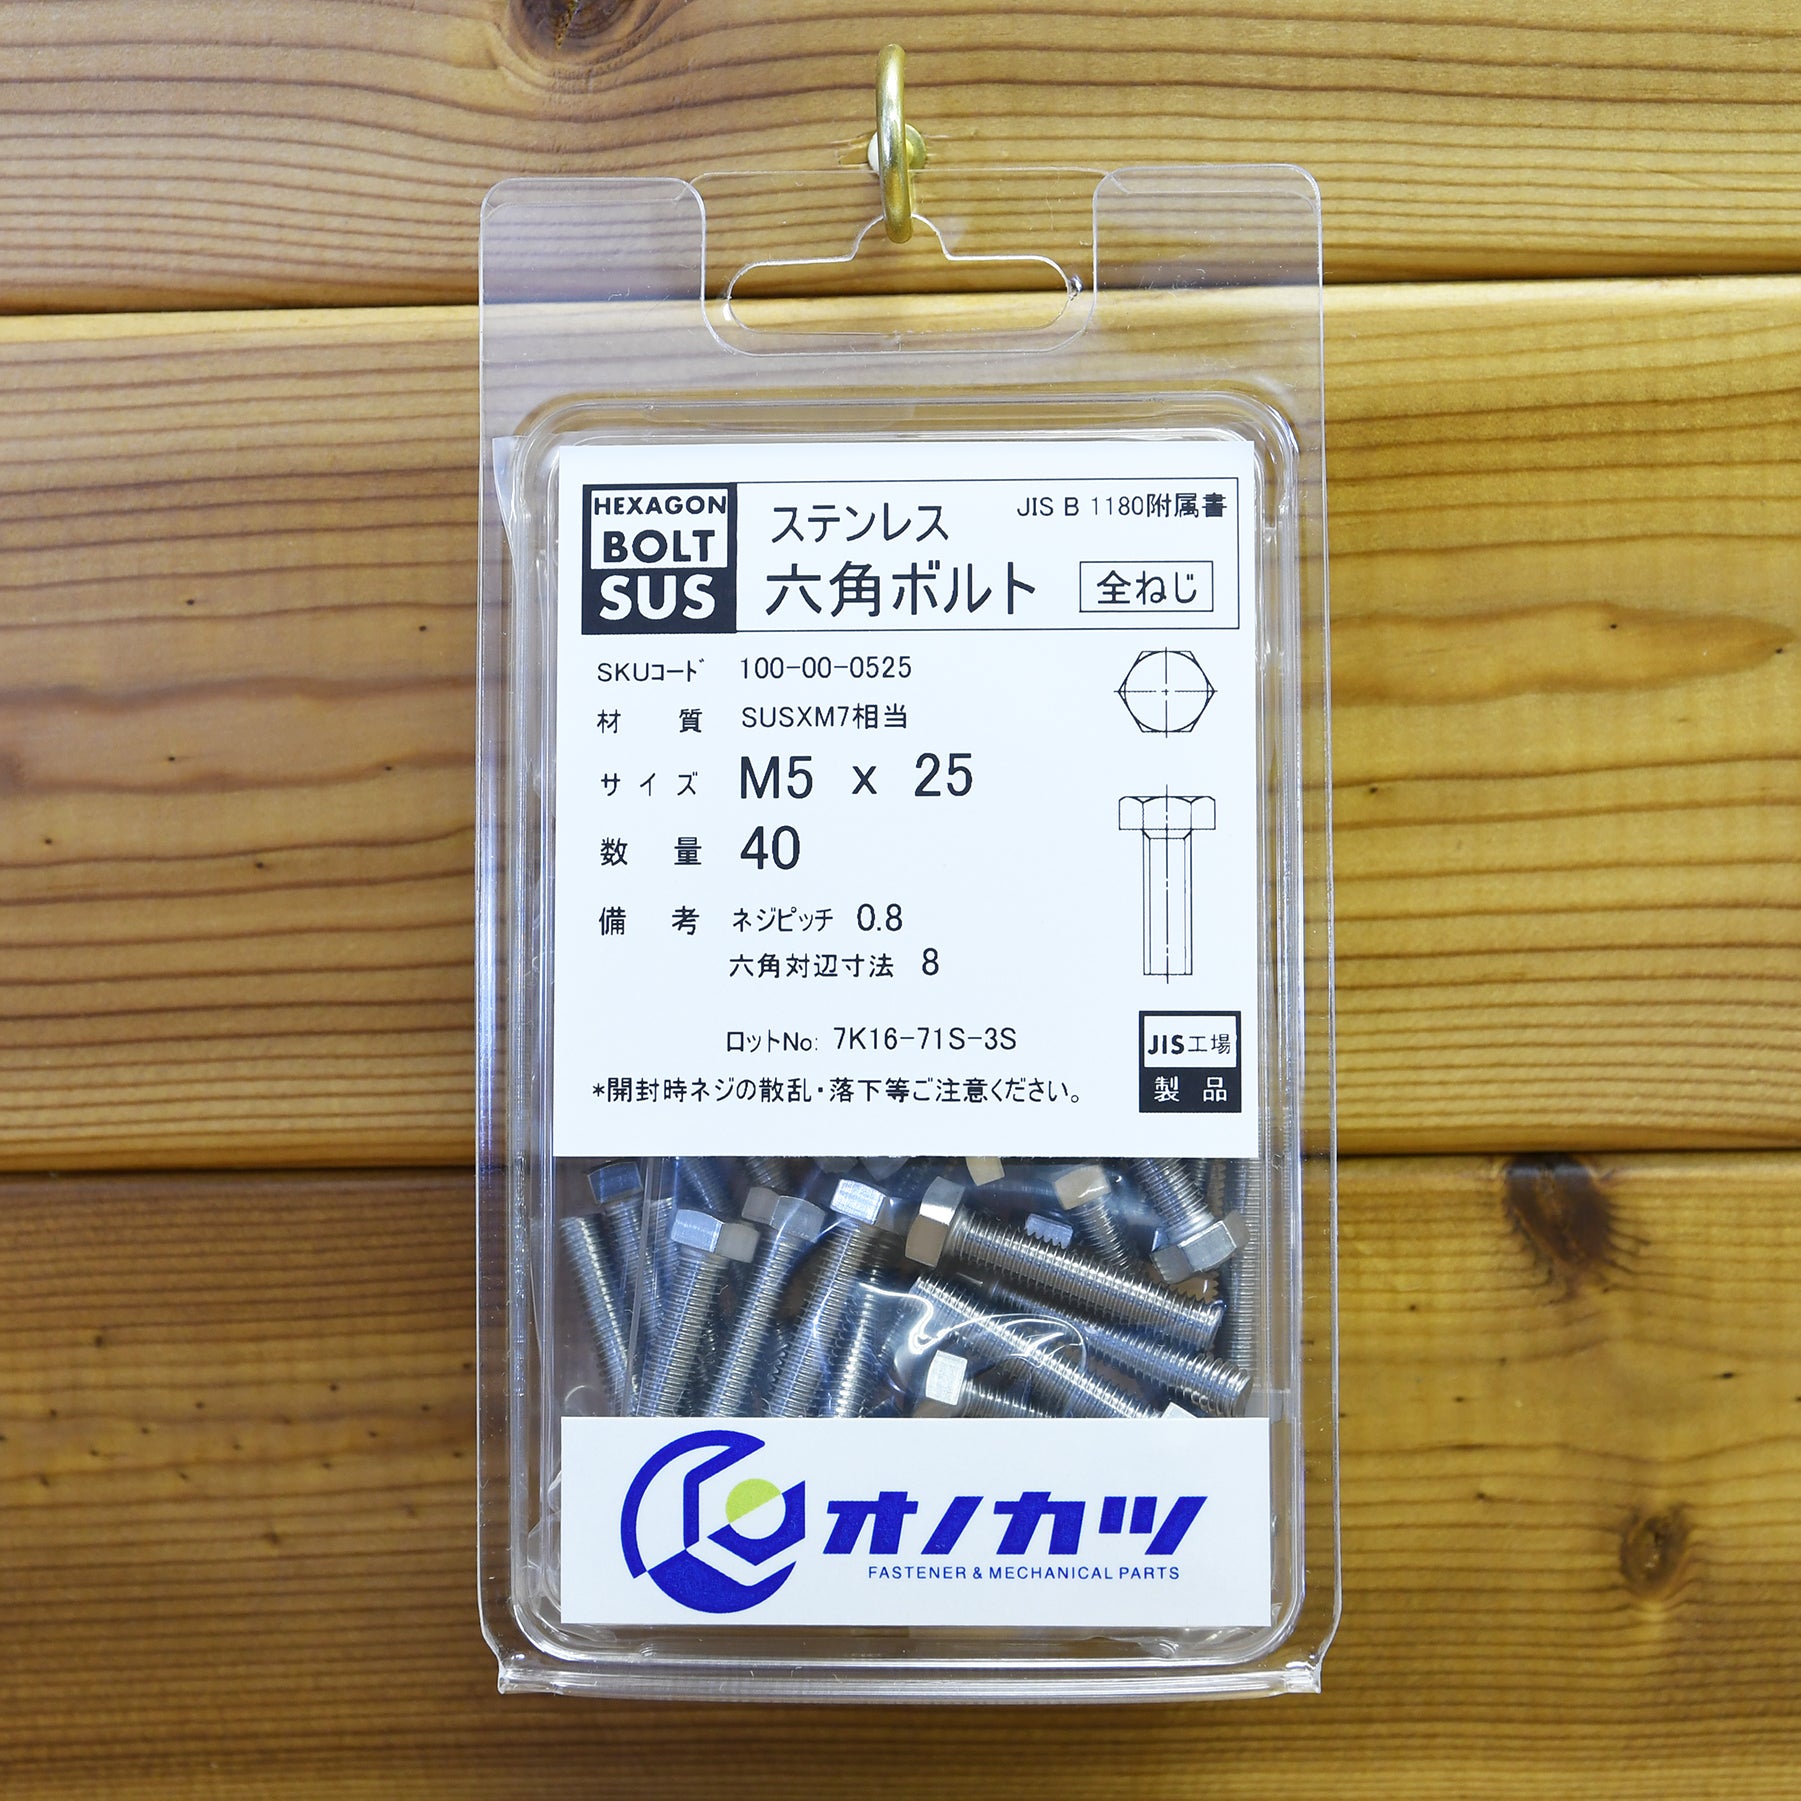 HEXAGON
BOLT
SUS
ステンレス
JIS B 1180附属書
六角ボルト
全ねじ
SKUコード 100-00-0525
材 質 SUSXM7相当
サイズ M5 x 25
数 量 40
備 考 ネジピッチ 0.8
六角対辺寸法 8
ロットNo: 7K16-71S-3S
JIS工場
製 品
*開封時ネジの散乱・落下等ご注意ください。
オノカツ
FASTENER & MECHANICAL PARTS